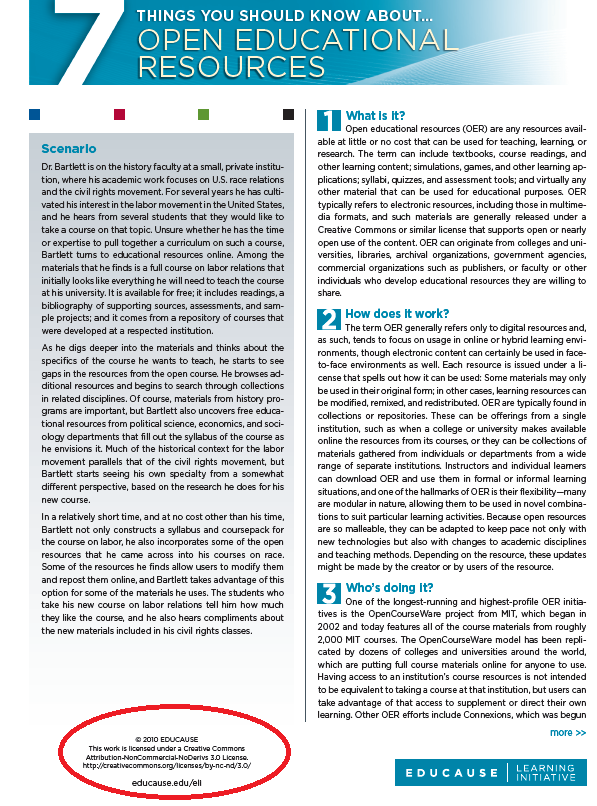 7
THINGS YOU SHOULD KNOW ABOUT...
OPEN EDUCATIONAL
RESOURCES
Scenario
Dr. Bartlett is on the history faculty at a small, private institu-
tion, where his academic work focuses on U.S. race relations
and the civil rights movement. For several years he has culti-
vated his interest in the labor movement in the United States,
and he hears from several students that they would like to
take a course on that topic. Unsure whether he has the time
or expertise to pull together a curriculum on such a course,
Bartlett turns to educational resources online. Among the
materials that he finds is a full course on labor relations that
initially looks like everything he will need to teach the course
at his university. It is available for free; it includes readings, a
bibliography of supporting sources, assessments, and sam-
ple projects; and it comes from a repository of courses that
were developed at a respected institution.
As he digs deeper into the materials and thinks about the
specifics of the course he wants to teach, he starts to see
gaps in the resources from the open course. He browses ad-
ditional resources and begins to search through collections
in related disciplines. Of course, materials from history pro-
grams are important, but Bartlett also uncovers free educa-
tional resources from political science, economics, and soci-
ology departments that fill out the syllabus of the course as
he envisions it. Much of the historical context for the labor
movement parallels that of the civil rights movement, but
Bartlett starts seeing his own specialty from a somewhat
different perspective, based on the research he does for his
new course.
In a relatively short time, and at no cost other than his time,
Bartlett not only constructs a syllabus and coursepack for
the course on labor, he also incorporates some of the open
resources that he came across into his courses on race.
Some of the resources he finds allow users to modify them
and repost them online, and Bartlett takes advantage of this
option for some of the materials he uses. The students who
take his new course on labor relations tell him how much
they like the course, and he also hears compliments about
the new materials included in his civil rights classes.
© 2010 EDUCAUSE
This work is licensed under a Creative Commons
Attribution-NonCommercial-NoDerivs 3.0 License.
http://creativecommons.org/licenses/by-nc-nd/3.0/
educause.edu/eli
1 What is it?
Open educational resources (OER) are any resources avail-
able at little or no cost that can be used for teaching, learning, or
research. The term can include textbooks, course readings, and
other learning content; simulations, games, and other learning ap-
plications; syllabi, quizzes, and assessment tools; and virtually any
other material that can be used for educational purposes. OER
typically refers to electronic resources, including those in multime-
dia formats, and such materials are generally released under a
Creative Commons or similar license that supports open or nearly
open use of the content. OER can originate from colleges and uni-
versities, libraries, archival organizations, government agencies,
commercial organizations such as publishers, or faculty or other
individuals who develop educational resources they are willing to
share.
2 How does it work?
The term OER generally refers only to digital resources and,
as such, tends to focus on usage in online or hybrid learning envi-
ronments, though electronic content can certainly be used in face-
to-face environments as well. Each resource is issued under a li-
cense that spells out how it can be used: Some materials may only
be used in their original form; in other cases, learning resources can
be modified, remixed, and redistributed. OER are typically found in
collections or repositories. These can be offerings from a single
institution, such as when a college or university makes available
online the resources from its courses, or they can be collections of
materials gathered from individuals or departments from a wide
range of separate institutions. Instructors and individual learners
can download OER and use them in formal or informal learning
situations, and one of the hallmarks of OER is their flexibility—many
are modular in nature, allowing them to be used in novel combina-
tions to suit particular learning activities. Because open resources
are so malleable, they can be adapted to keep pace not only with
new technologies but also with changes to academic disciplines
and teaching methods. Depending on the resource, these updates
might be made by the creator or by users of the resource.
3 Who's doing it?
One of the longest-running and highest-profile OER initia-
tives is the OpenCourseWare project from MIT, which began in
2002 and today features all of the course materials from roughly
2,000 MIT courses. The OpenCourseWare model has been repli-
cated by dozens of colleges and universities around the world,
which are putting full course materials online for anyone to use.
Having access to an institution's course resources is not intended
to be equivalent to taking a course at that institution, but users can
take advantage of that access to supplement or direct their own
learning. Other OER efforts include Connexions, which was begun
more >>
EDUCAUSE
LEARNING
INITIATIVE